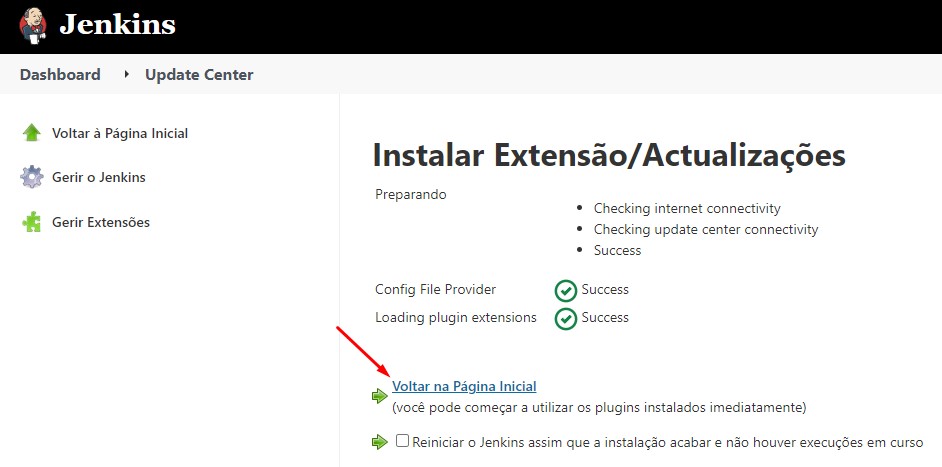 Jenkins
Dashboard Update Center
Voltar à Página Inicial
Gerir o Jenkins
Gerir Extensões
Instalar Extensão/Actualizações
Preparando
Checking internet connectivity
Checking update center connectivity
Success
Config File Provider Success
Loading plugin extensions Success
Voltar na Página Inicial
(você pode começar a utilizar os plugins instalados imediatamente)
Reiniciar o Jenkins assim que a instalação acabar e não houver execuções em curso